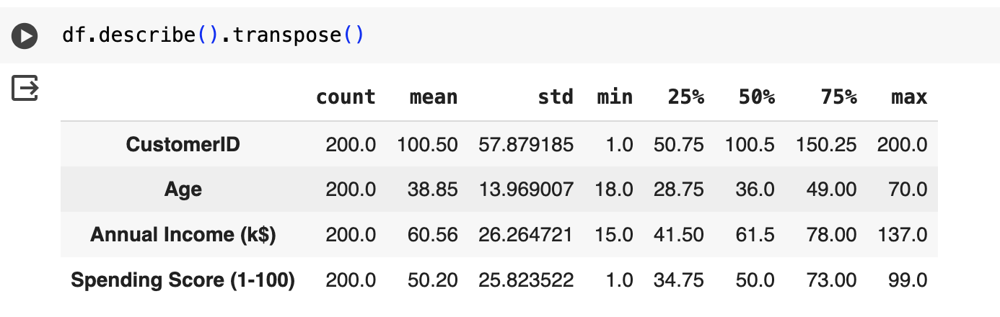 df.describe().transpose()
count mean std min 25% 50% 75% max
CustomerID 200.0 100.50 57.879185 1.0 50.75 100.5 150.25 200.0
Age 200.0 38.85 13.969007 18.0 28.75 36.0 49.00 70.0
Annual Income (k$) 200.0 60.56 26.264721 15.0 41.50 61.5 78.00 137.0
Spending Score (1-100) 200.0 50.20 25.823522 1.0 34.75 50.0 73.00 99.0